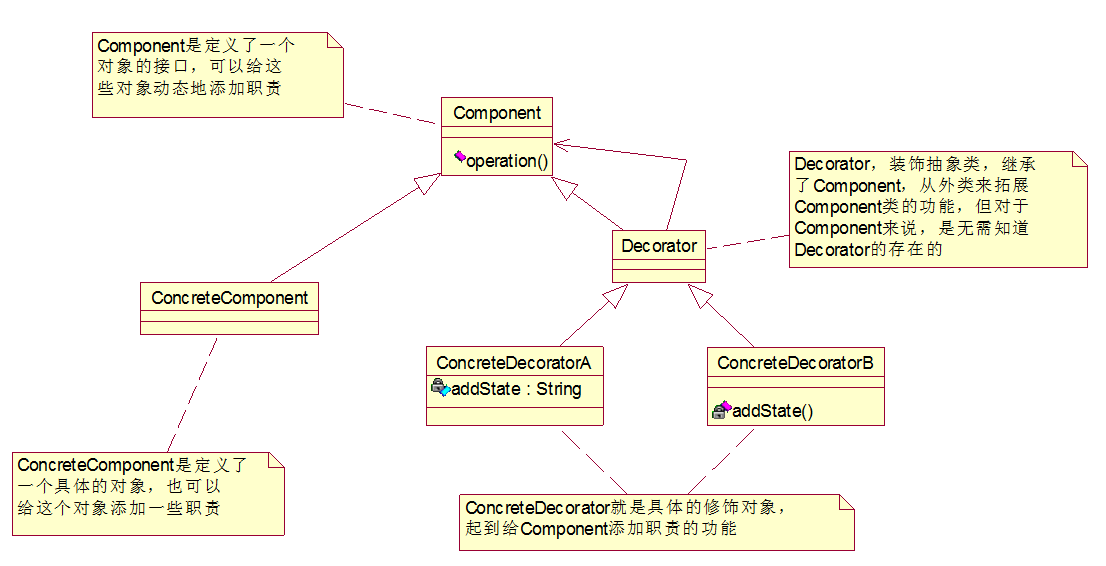 Component是定义了一个
对象的接口，可以给这
些对象动态地添加职责
Component
operation()
Decorator，装饰抽象类，继承
了Component，从外类来拓展
Component类的功能，但对于
Component来说，是无需知道
Decorator的存在的
Decorator
ConcreteComponent
ConcreteDecoratorA
addState : String
ConcreteDecoratorB
addState()
ConcreteComponent是定义了
一个具体的对象，也可以
给这个对象添加一些职责
ConcreteDecorator就是具体的修饰对象，
起到给Component添加职责的功能